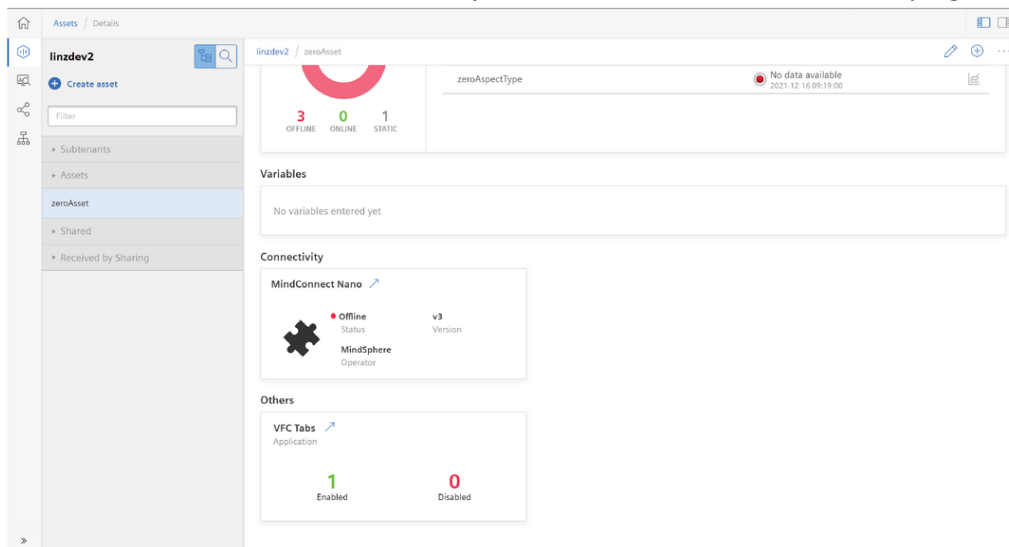 Assets / Details
linzdev2
Create asset
Filter
Subtenants
Assets
zeroAsset
Shared
Received by Sharing
linzdev2 / zeroAsset
zeroAspectType
No data available
2021-12-16 09:19:00
3 0 1
OFFLINE ONLINE STATIC
Variables
No variables entered yet
Connectivity
MindConnect Nano
Offline v3
Status Version
MindSphere
Operator
Others
VFC Tabs
Application
1 0
Enabled Disabled